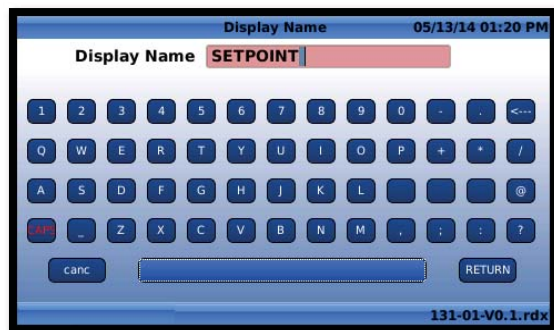 Display Name 05/13/14 01:20 PM
Display Name SETPOINT
1 2 3 4 5 6 7 8 9 0 - . <---
Q W E R T Y U I O P + * /
A S D F G H J K L @
CAPS _ Z X C V B N M , ; : ?
canc RETURN
131-01-V0.1.rdx